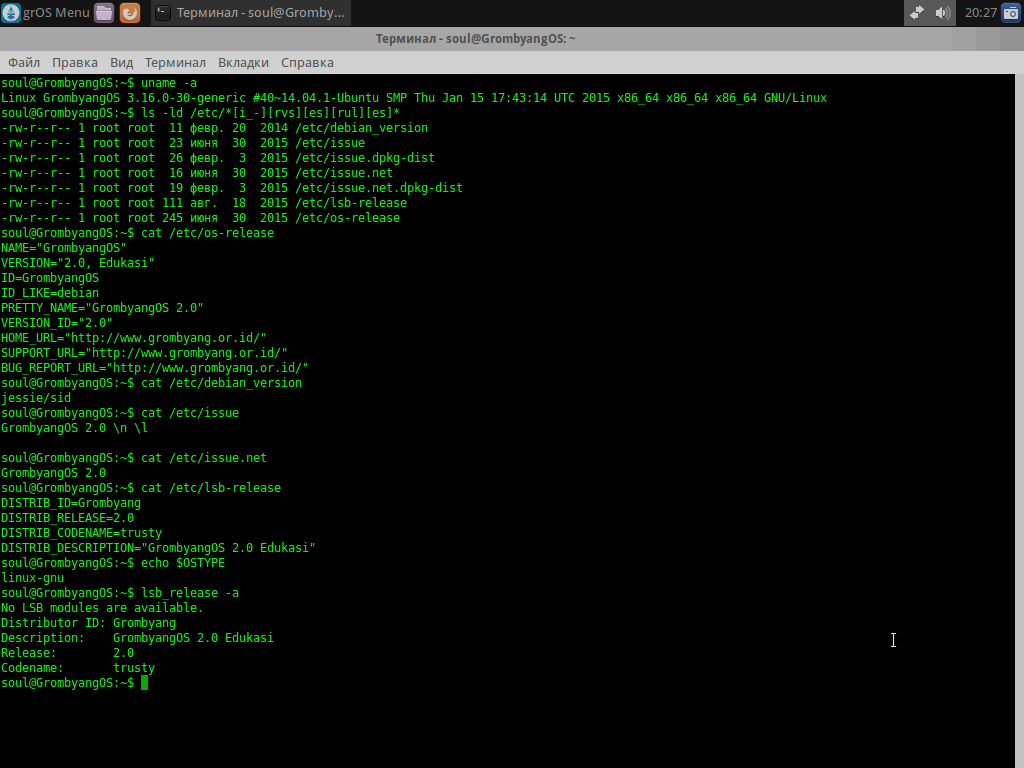 grOS Menu Терминал - soul@Gromby... 20:27
Терминал - soul@GrombyangOS: ~
Файл Правка Вид Терминал Вкладки Справка
soul@GrombyangOS:~$ uname -a
Linux GrombyangOS 3.16.0-30-generic #40~14.04.1-Ubuntu SMP Thu Jan 15 17:43:14 UTC 2015 x86_64 x86_64 x86_64 GNU/Linux
soul@GrombyangOS:~$ ls -ld /etc/*[i_-][rvs][es][rul][es]*
-rw-r--r-- 1 root root  11 февр. 20  2014 /etc/debian_version
-rw-r--r-- 1 root root  23 июня  30  2015 /etc/issue
-rw-r--r-- 1 root root  26 февр.  3  2015 /etc/issue.dpkg-dist
-rw-r--r-- 1 root root  16 июня  30  2015 /etc/issue.net
-rw-r--r-- 1 root root  19 февр.  3  2015 /etc/issue.net.dpkg-dist
-rw-r--r-- 1 root root 111 авг.  18  2015 /etc/lsb-release
-rw-r--r-- 1 root root 245 июня  30  2015 /etc/os-release
soul@GrombyangOS:~$ cat /etc/os-release
NAME="GrombyangOS"
VERSION="2.0, Edukasi"
ID=GrombyangOS
ID_LIKE=debian
PRETTY_NAME="GrombyangOS 2.0"
VERSION_ID="2.0"
HOME_URL="http://www.grombyang.or.id/"
SUPPORT_URL="http://www.grombyang.or.id/"
BUG_REPORT_URL="http://www.grombyang.or.id/"
soul@GrombyangOS:~$ cat /etc/debian_version
jessie/sid
soul@GrombyangOS:~$ cat /etc/issue
GrombyangOS 2.0 \n \l
soul@GrombyangOS:~$ cat /etc/issue.net
GrombyangOS 2.0
soul@GrombyangOS:~$ cat /etc/lsb-release
DISTRIB_ID=Grombyang
DISTRIB_RELEASE=2.0
DISTRIB_CODENAME=trusty
DISTRIB_DESCRIPTION="GrombyangOS 2.0 Edukasi"
soul@GrombyangOS:~$ echo $OSTYPE
linux-gnu
soul@GrombyangOS:~$ lsb_release -a
No LSB modules are available.
Distributor ID: Grombyang
Description:    GrombyangOS 2.0 Edukasi
Release:        2.0
Codename:       trusty
soul@GrombyangOS:~$